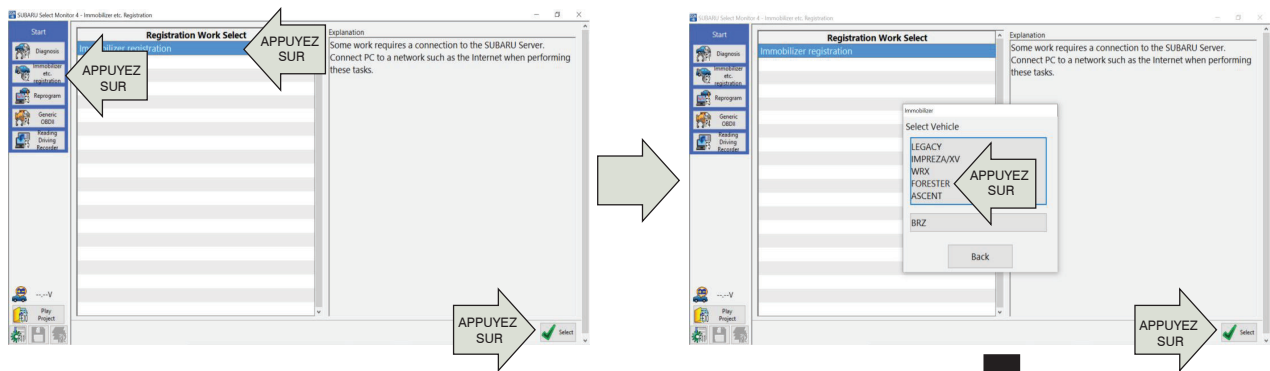 SUBARU Select Monitor 4 - Immobilizer etc. Registration
Start
Diagnosis
Immobilizer
etc.
registration
Reprogram
Generic
OBDII
Reading
Driving
Recorder
--.--V
Play
Project
Registration Work Select
Immobilizer registration
Explanation
Some work requires a connection to the SUBARU Server.
Connect PC to a network such as the Internet when performing
these tasks.
APPUYEZ
SUR
APPUYEZ
SUR
APPUYEZ
SUR
Select
SUBARU Select Monitor 4 - Immobilizer etc. Registration
Start
Diagnosis
Immobilizer
etc.
registration
Reprogram
Generic
OBDII
Reading
Driving
Recorder
--.--V
Play
Project
Registration Work Select
Immobilizer registration
Explanation
Some work requires a connection to the SUBARU Server.
Connect PC to a network such as the Internet when performing
these tasks.
Immobilizer
Select Vehicle
LEGACY
IMPREZA/XV
WRX
FORESTER
ASCENT
BRZ
Back
APPUYEZ
SUR
APPUYEZ
SUR
Select